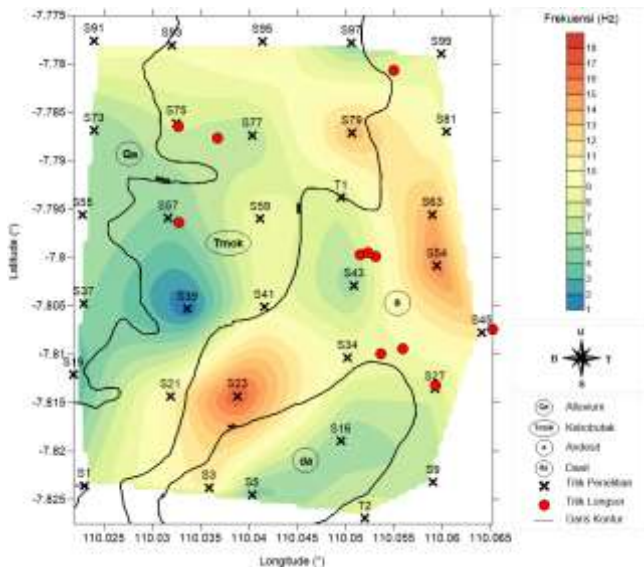 Frekuensi (Hz)
-7.775
-7.78
-7.785
-7.79
-7.795
-7.8
-7.805
-7.81
-7.815
-7.82
-7.825
Latitude (°)
S91
S93
S95
S97
S99
S73
S75
S77
S79
S81
Qa
S55
S57
S59
T1
S63
Tmok
S54
S37
S39
S41
S43
a
S45
S19
S21
S23
S34
S27
S16
da
S1
S3
S5
S9
T2
110.025 110.03 110.035 110.04 110.045 110.05 110.055 110.06 110.065
Longitude (°)
18
17
16
15
14
13
12
11
10
9
8
7
6
5
4
3
2
1
U
B T
S
Qa Alluvium
Tmok Kebobutak
a Andesit
da Dasit
Titik Penelitian
Titik Longsor
Garis Kontur